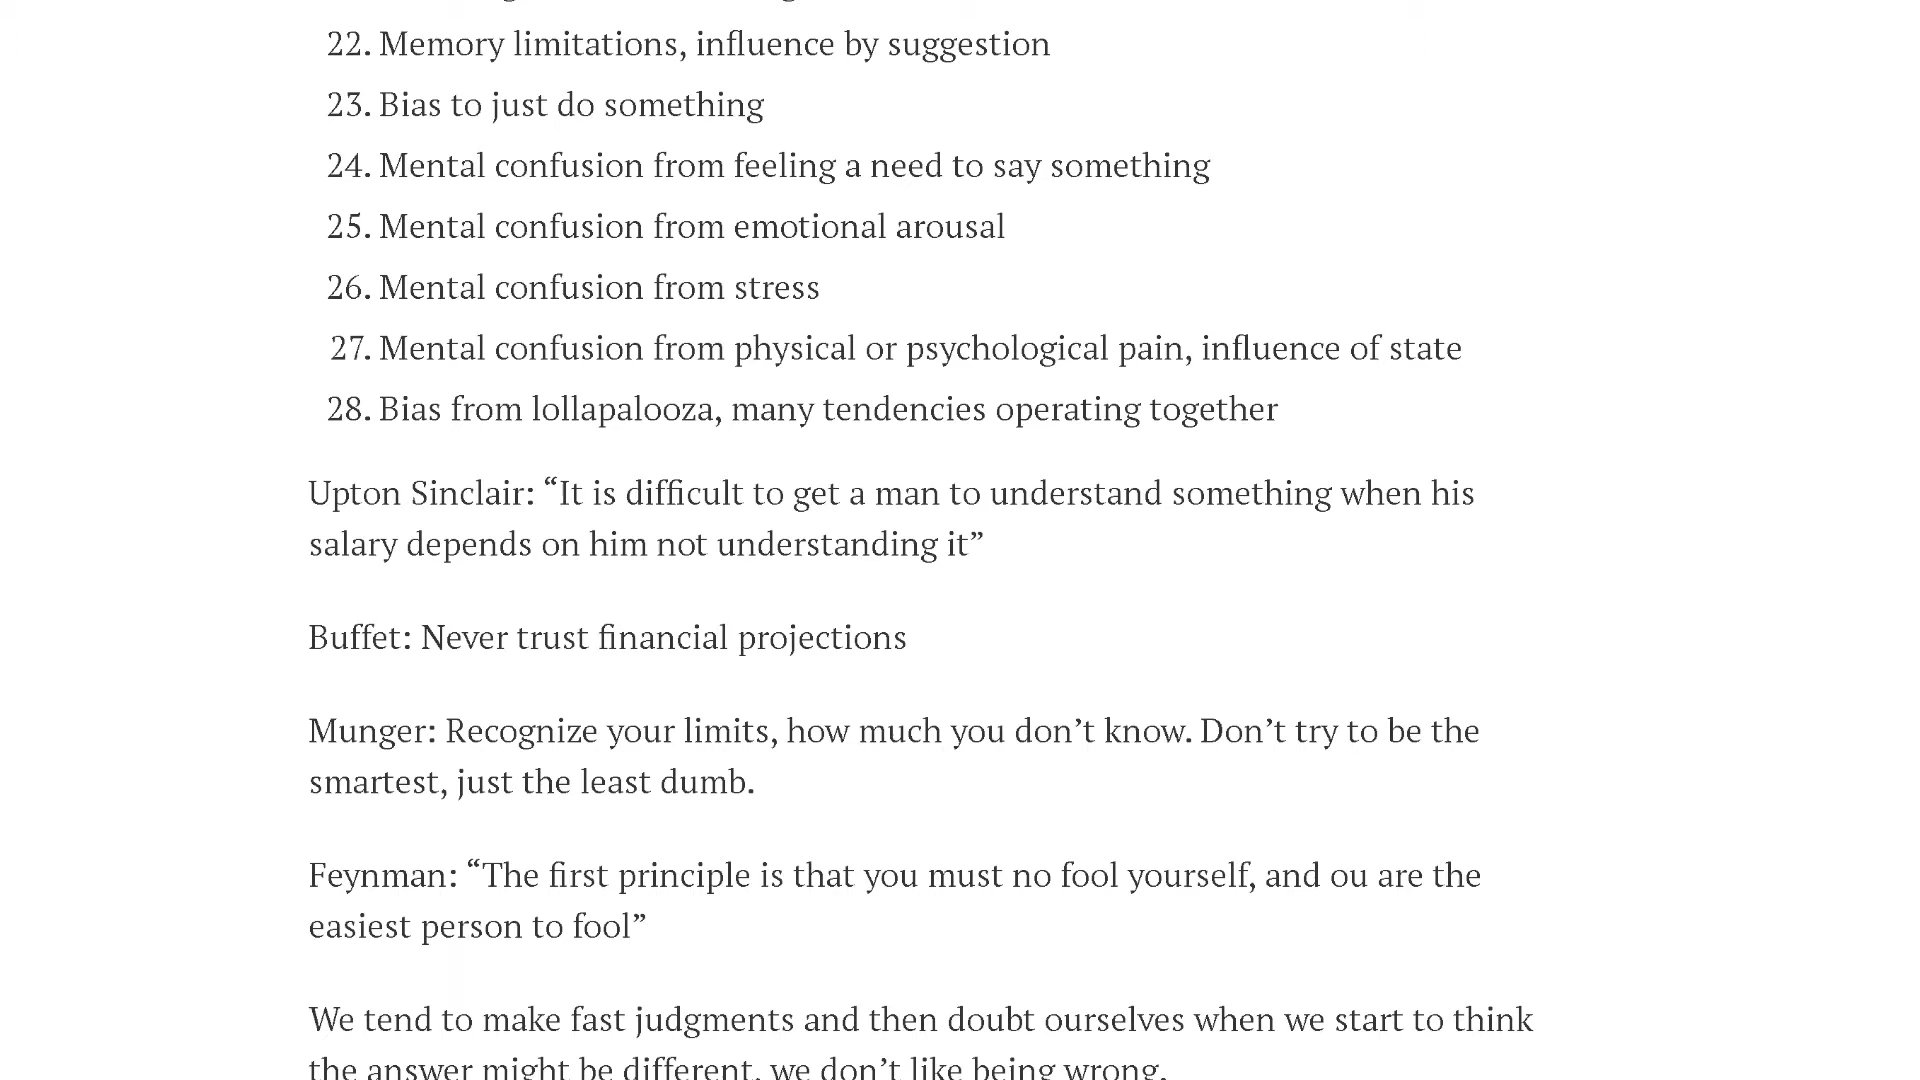 22. Memory limitations, influence by suggestion
23. Bias to just do something
24. Mental confusion from feeling a need to say something
25. Mental confusion from emotional arousal
26. Mental confusion from stress
27. Mental confusion from physical or psychological pain, influence of state
28. Bias from lollapalooza, many tendencies operating together
Upton Sinclair: “It is difficult to get a man to understand something when his
salary depends on him not understanding it”
Buffet: Never trust financial projections
Munger: Recognize your limits, how much you don’t know. Don’t try to be the
smartest, just the least dumb.
Feynman: “The first principle is that you must no fool yourself, and ou are the
easiest person to fool”
We tend to make fast judgments and then doubt ourselves when we start to think
the answer might be different, we don’t like being wrong.